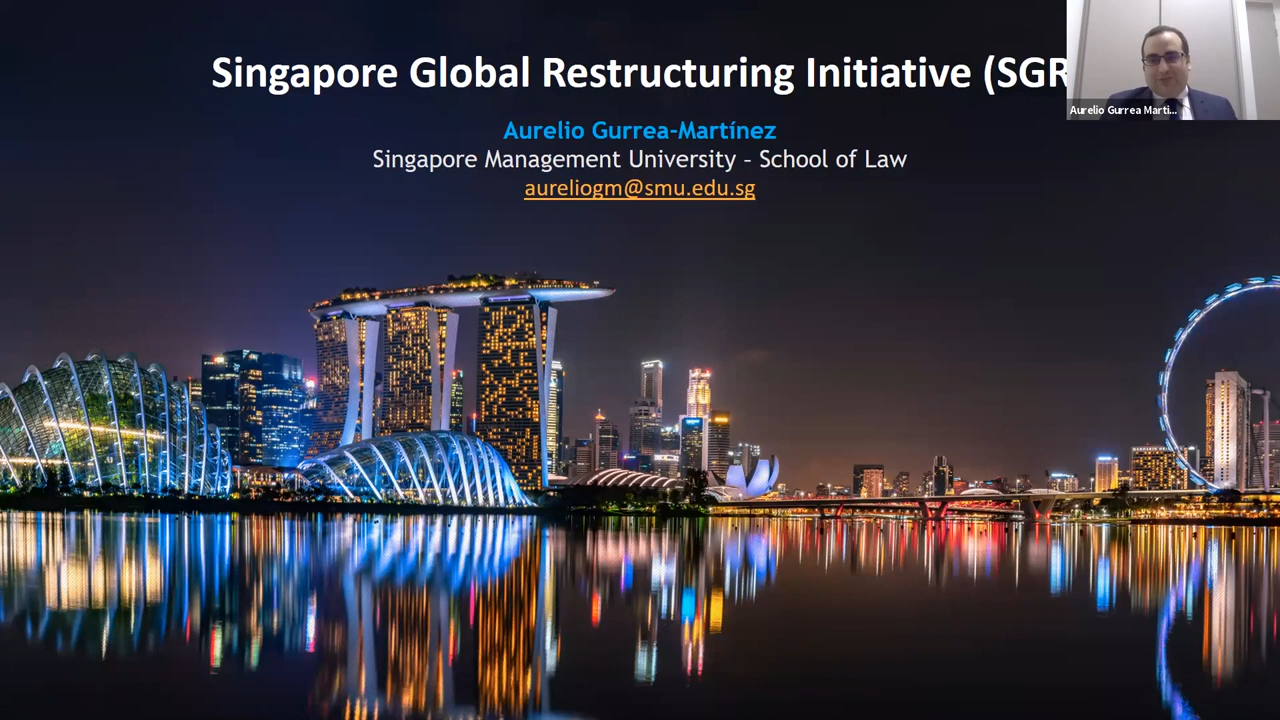 Singapore Global Restructuring Initiative (SGR
Aurelio Gurrea-Martínez
Singapore Management University – School of Law
aureliogm@smu.edu.sg
Aurelio Gurrea Marti...